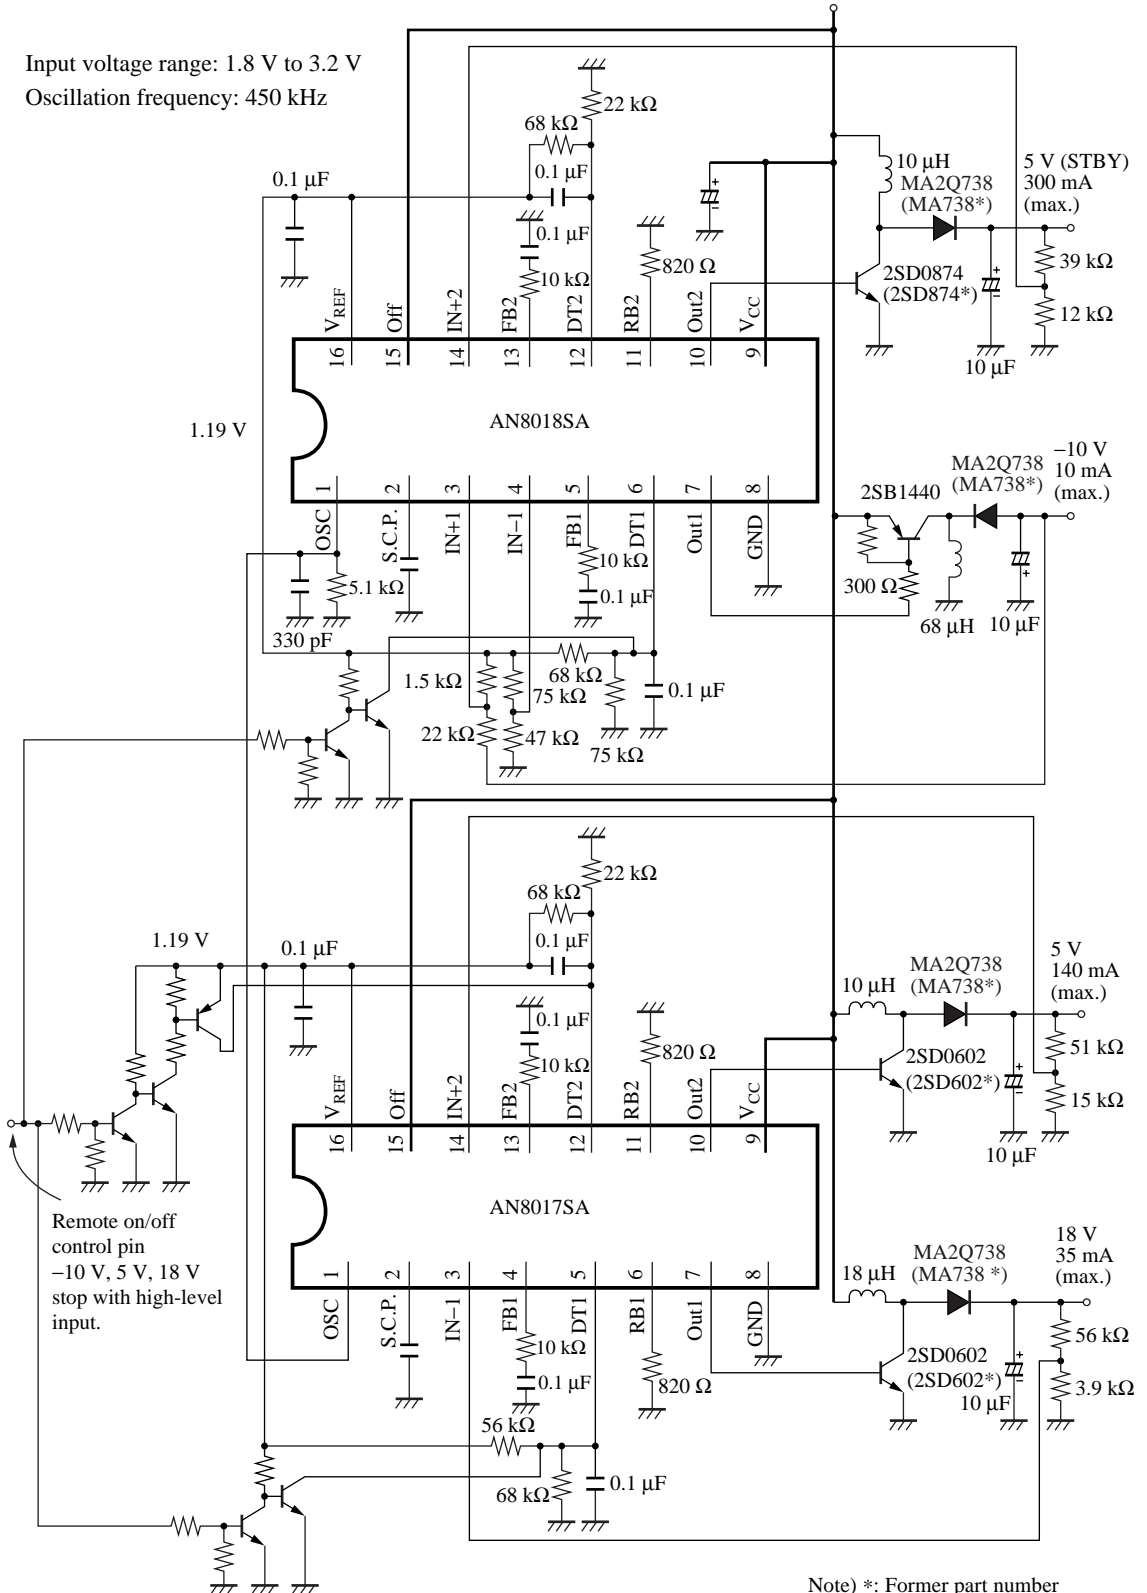 Input voltage range: 1.8 V to 3.2 V
Oscillation frequency: 450 kHz
22 kΩ
68 kΩ
0.1 µF
0.1 µF
0.1 µF
10 kΩ
820 Ω
10 µH
MA2Q738
(MA738*)
5 V (STBY)
300 mA
(max.)
2SD0874
(2SD874*)
39 kΩ
12 kΩ
10 µF
VREF
Off
IN+2
FB2
DT2
RB2
Out2
VCC
16
15
14
13
12
11
10
9
1.19 V
AN8018SA
1
2
3
4
5
6
7
8
OSC
S.C.P.
IN+1
IN−1
FB1
DT1
Out1
GND
MA2Q738
(MA738*)
−10 V
10 mA
(max.)
2SB1440
300 Ω
68 µH
10 µF
5.1 kΩ
330 pF
10 kΩ
0.1 µF
1.5 kΩ
75 kΩ
68 kΩ
0.1 µF
22 kΩ
47 kΩ
75 kΩ
22 kΩ
68 kΩ
1.19 V
0.1 µF
0.1 µF
0.1 µF
10 kΩ
820 Ω
10 µH
MA2Q738
(MA738*)
5 V
140 mA
(max.)
2SD0602
(2SD602*)
51 kΩ
15 kΩ
10 µF
VREF
Off
IN+2
FB2
DT2
RB2
Out2
VCC
16
15
14
13
12
11
10
9
AN8017SA
Remote on/off
control pin
−10 V, 5 V, 18 V
stop with high-level
input.
1
2
3
4
5
6
7
8
OSC
S.C.P.
IN−1
FB1
DT1
RB1
Out1
GND
18 µH
MA2Q738
(MA738 *)
18 V
35 mA
(max.)
2SD0602
(2SD602*)
56 kΩ
3.9 kΩ
10 µF
10 kΩ
0.1 µF
820 Ω
56 kΩ
68 kΩ
0.1 µF
Note) *: Former part number